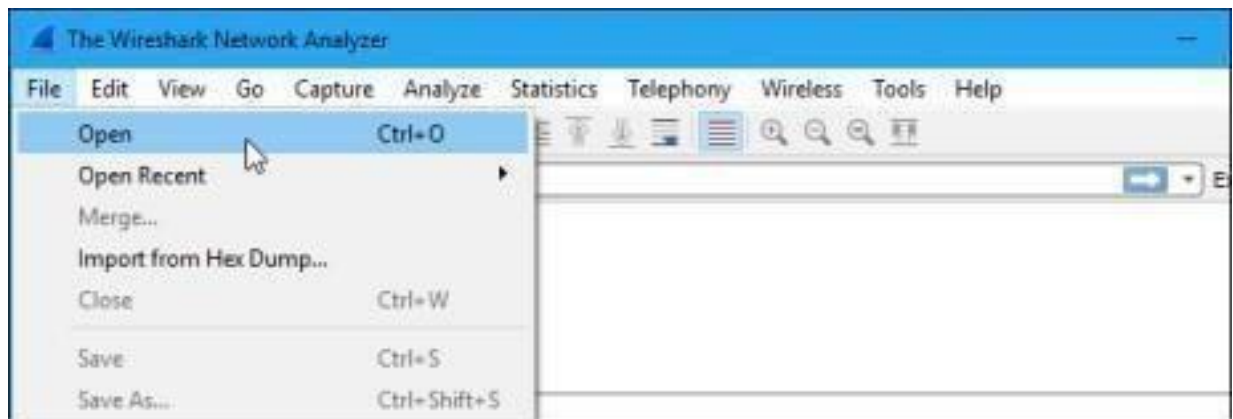 The Wireshark Network Analyzer
File Edit View Go Capture Analyze Statistics Telephony Wireless Tools Help
Open Ctrl+O
Open Recent
Merge...
Import from Hex Dump...
Close Ctrl+W
Save Ctrl+S
Save As... Ctrl+Shift+S